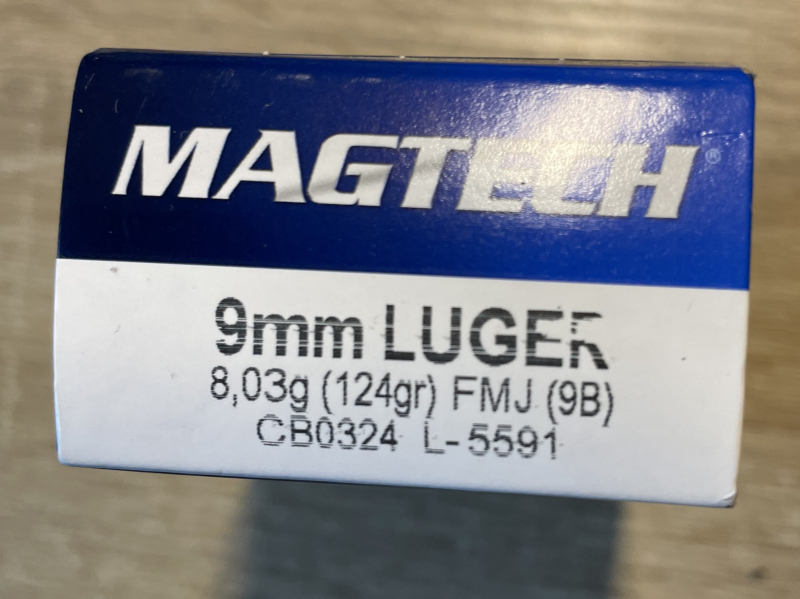 MAGTECH®
9mm LUGER
8,03g (124gr) FMJ (9B)
CB0324 L-5591